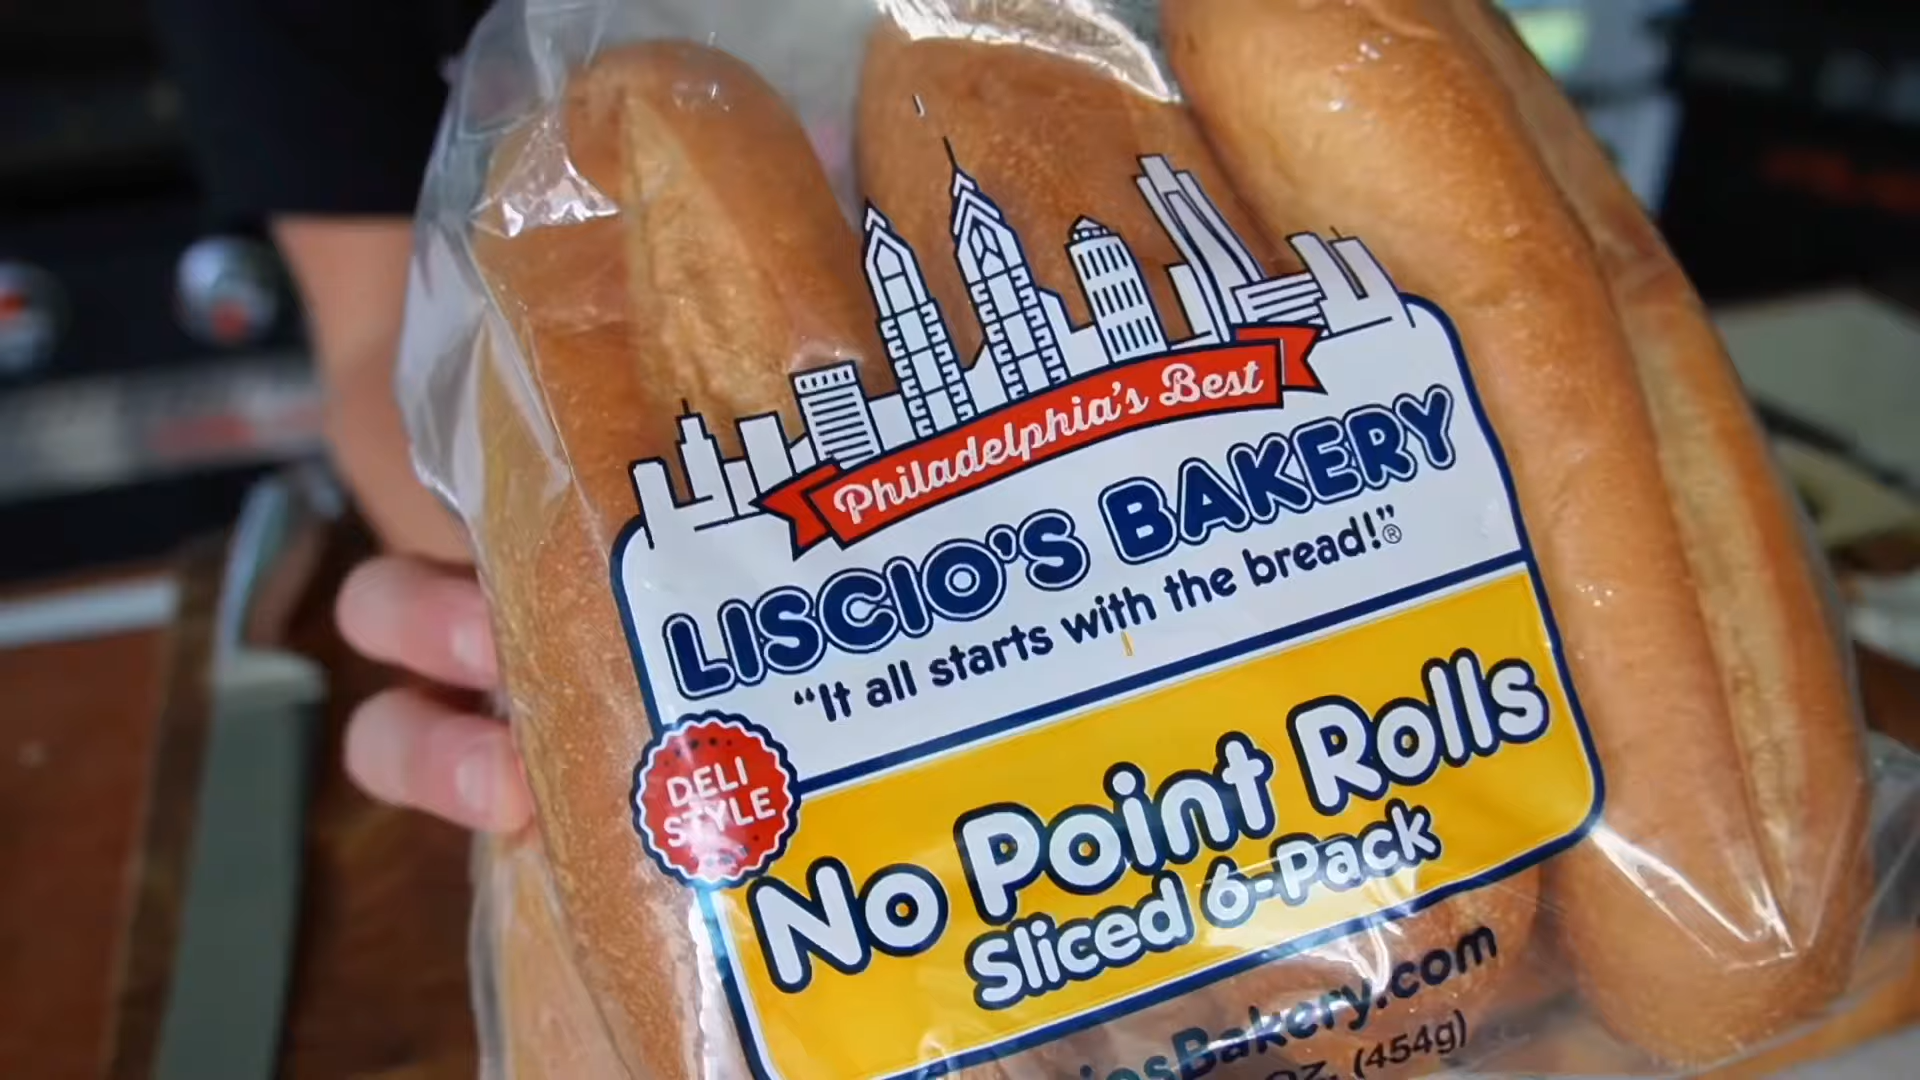 Philadelphia's Best
LISCIO'S BAKERY
“It all starts with the bread!”®
DELI
STYLE
No Point Rolls
Sliced 6-Pack
OZ. (454g)